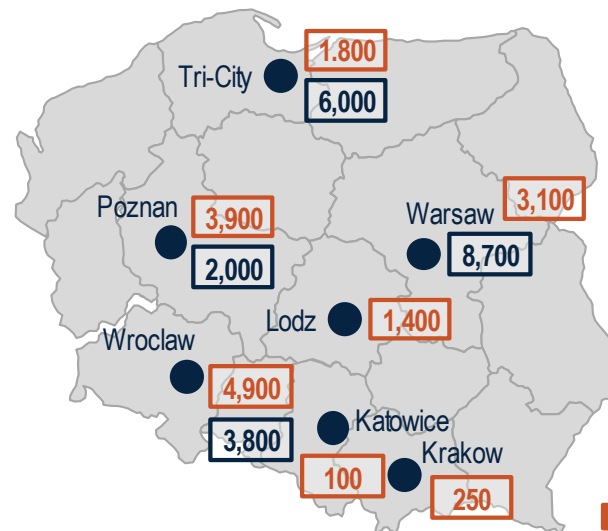 1.800
Tri-City
6,000
Poznan
3,900
2,000
3,100
Warsaw
8,700
Lodz
1,400
Wroclaw
4,900
3,800
Katowice
100
Krakow
250